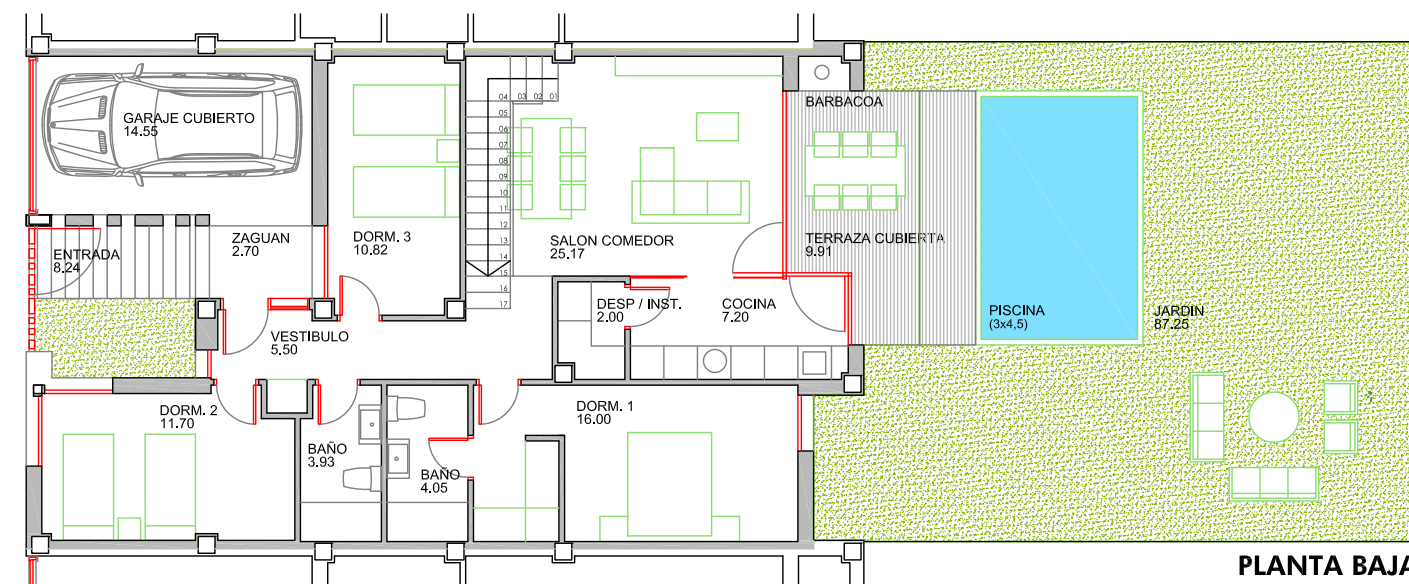 GARAJE CUBIERTO
14.55
ENTRADA
8.24
ZAGUAN
2.70
DORM. 3
10.82
04
03
02
01
05
06
07
08
09
10
11
12
13
14
15
16
17
SALON COMEDOR
25.17
BARBACOA
TERRAZA CUBIERTA
9.91
VESTIBULO
5.50
DESP / INST.
2.00
COCINA
7.20
PISCINA
(3x4,5)
JARDIN
87.25
DORM. 2
11.70
BAÑO
3.93
BAÑO
4.05
DORM. 1
16.00
PLANTA BAJA